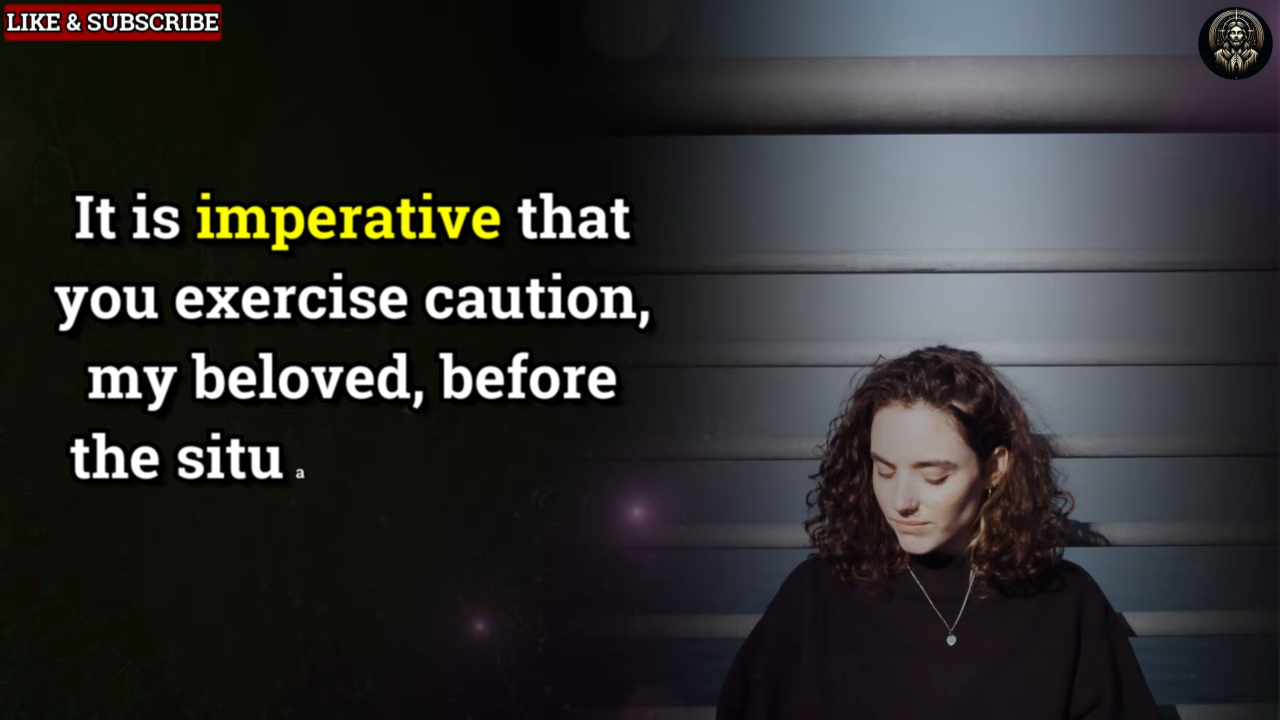 LIKE & SUBSCRIBE
It is imperative that
you exercise caution,
my beloved, before
the situ a